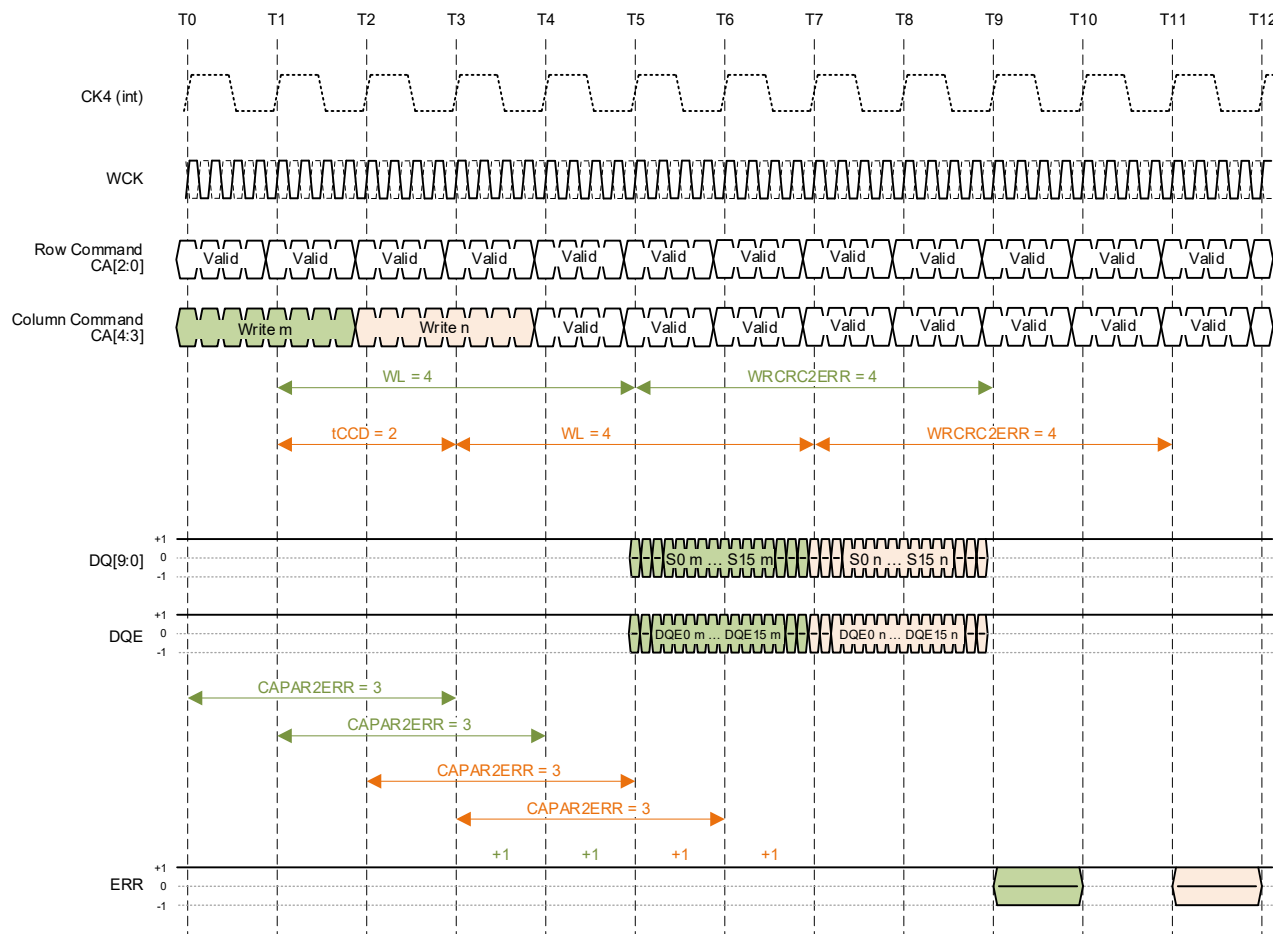 T0 T1 T2 T3 T4 T5 T6 T7 T8 T9 T10 T11 T12
CK4 (int)
WCK
Row Command
CA[2:0]
Valid Valid Valid Valid Valid Valid Valid Valid Valid Valid Valid Valid
Column Command
CA[4:3]
Write m Write n Valid Valid Valid Valid Valid Valid Valid Valid
WL = 4 WRCRC2ERR = 4
tCCD = 2 WL = 4 WRCRC2ERR = 4
DQ[9:0]
+1
0
-1
S0 m ... S15 m S0 n ... S15 n
DQE
+1
0
-1
DQE0 m ... DQE15 m DQE0 n ... DQE15 n
CAPAR2ERR = 3
CAPAR2ERR = 3
CAPAR2ERR = 3
CAPAR2ERR = 3
+1 +1 +1 +1
ERR
+1
0
-1